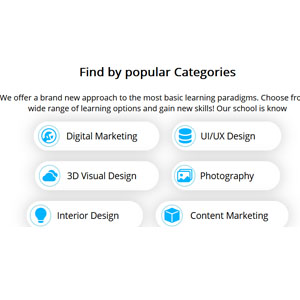 Find by popular Categories
We offer a brand new approach to the most basic learning paradigms. Choose
wide range of learning options and gain new skills! Our school is know
Digital Marketing
UI/UX Design
3D Visual Design
Photography
Interior Design
Content Marketing